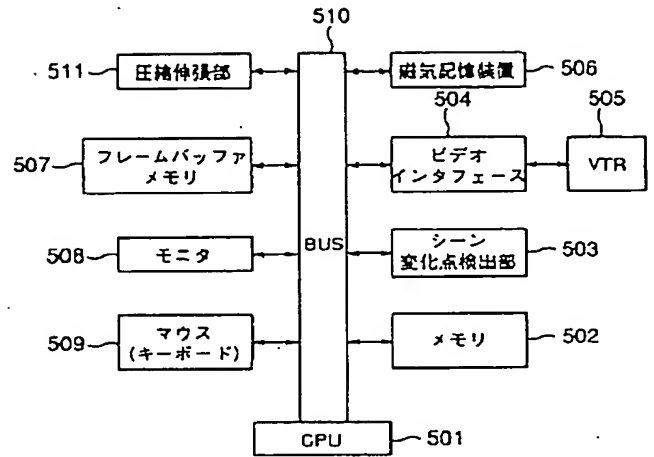 510
511
圧縮伸張部
磁気記憶装置
506
504
505
507
フレームバッファ
メモリ
ビデオ
インタフェース
VTR
BUS
508
モニタ
シーン
変化点検出部
503
509
マウス
(キーボード)
メモリ
502
CPU
501